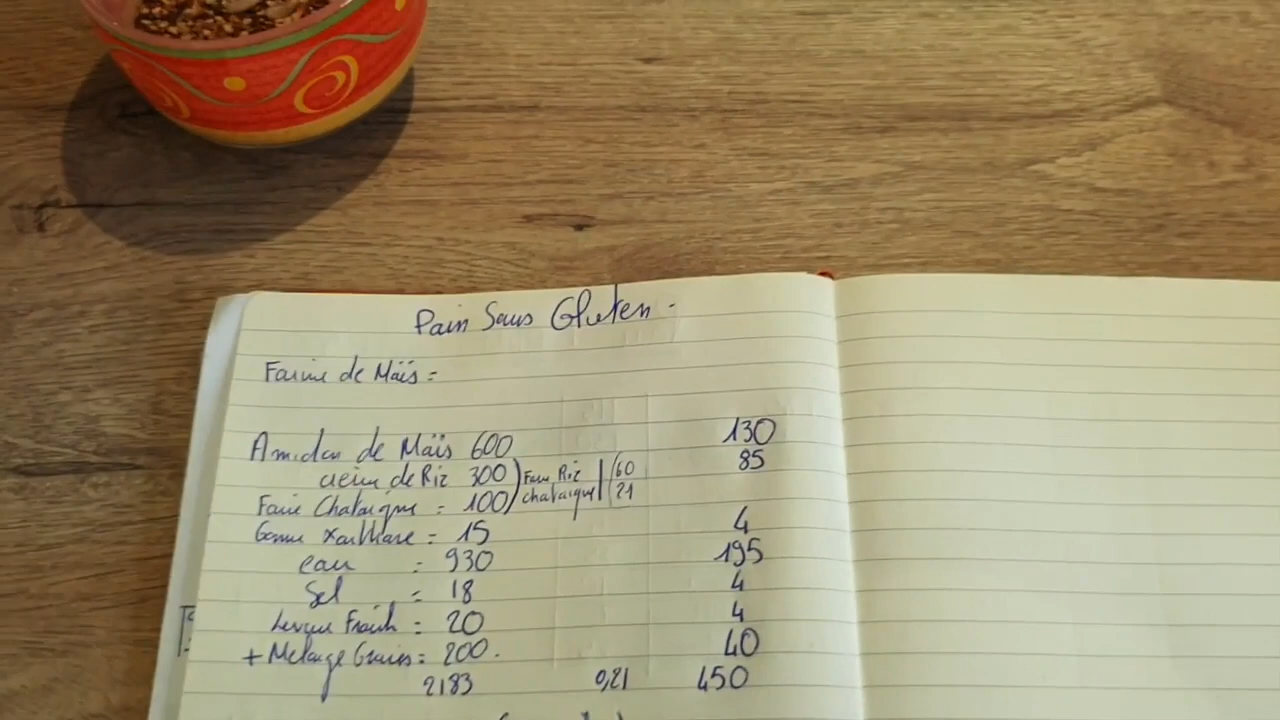 Pain Sans Gluten -
Farine de Maïs =
Amidon de Maïs 600 130
creme de Riz 300 Farine Riz 60 85
Farine Chataigne = 100 chataigne 21
Gomme Xanthane = 15 4
eau : 930 195
Sel : 18 4
Levure Fraich : 20 4
+ Melange Graines = 200. 40
2183 0,21 450